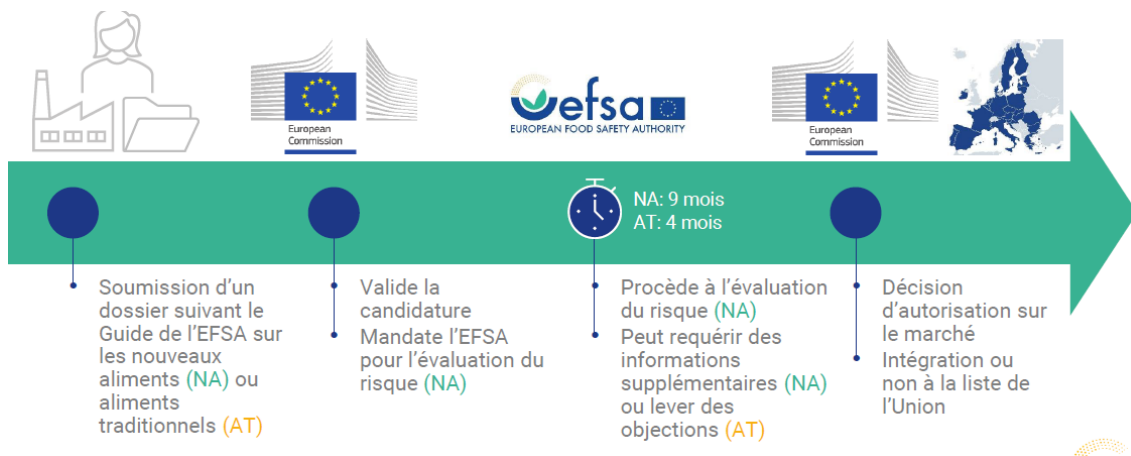 European
Commission
efsa
EUROPEAN FOOD SAFETY AUTHORITY
European
Commission
NA: 9 mois
AT: 4 mois
Soumission d’un
dossier suivant le
Guide de l’EFSA sur
les nouveaux
aliments (NA) ou
aliments
traditionnels (AT)
Valide la
candidature
Mandate l’EFSA
pour l’évaluation du
risque (NA)
Procède à l’évaluation
du risque (NA)
Peut requérir des
informations
supplémentaires (NA)
ou lever des
objections (AT)
Décision
d’autorisation sur
le marché
Intégration ou
non à la liste de
l’Union